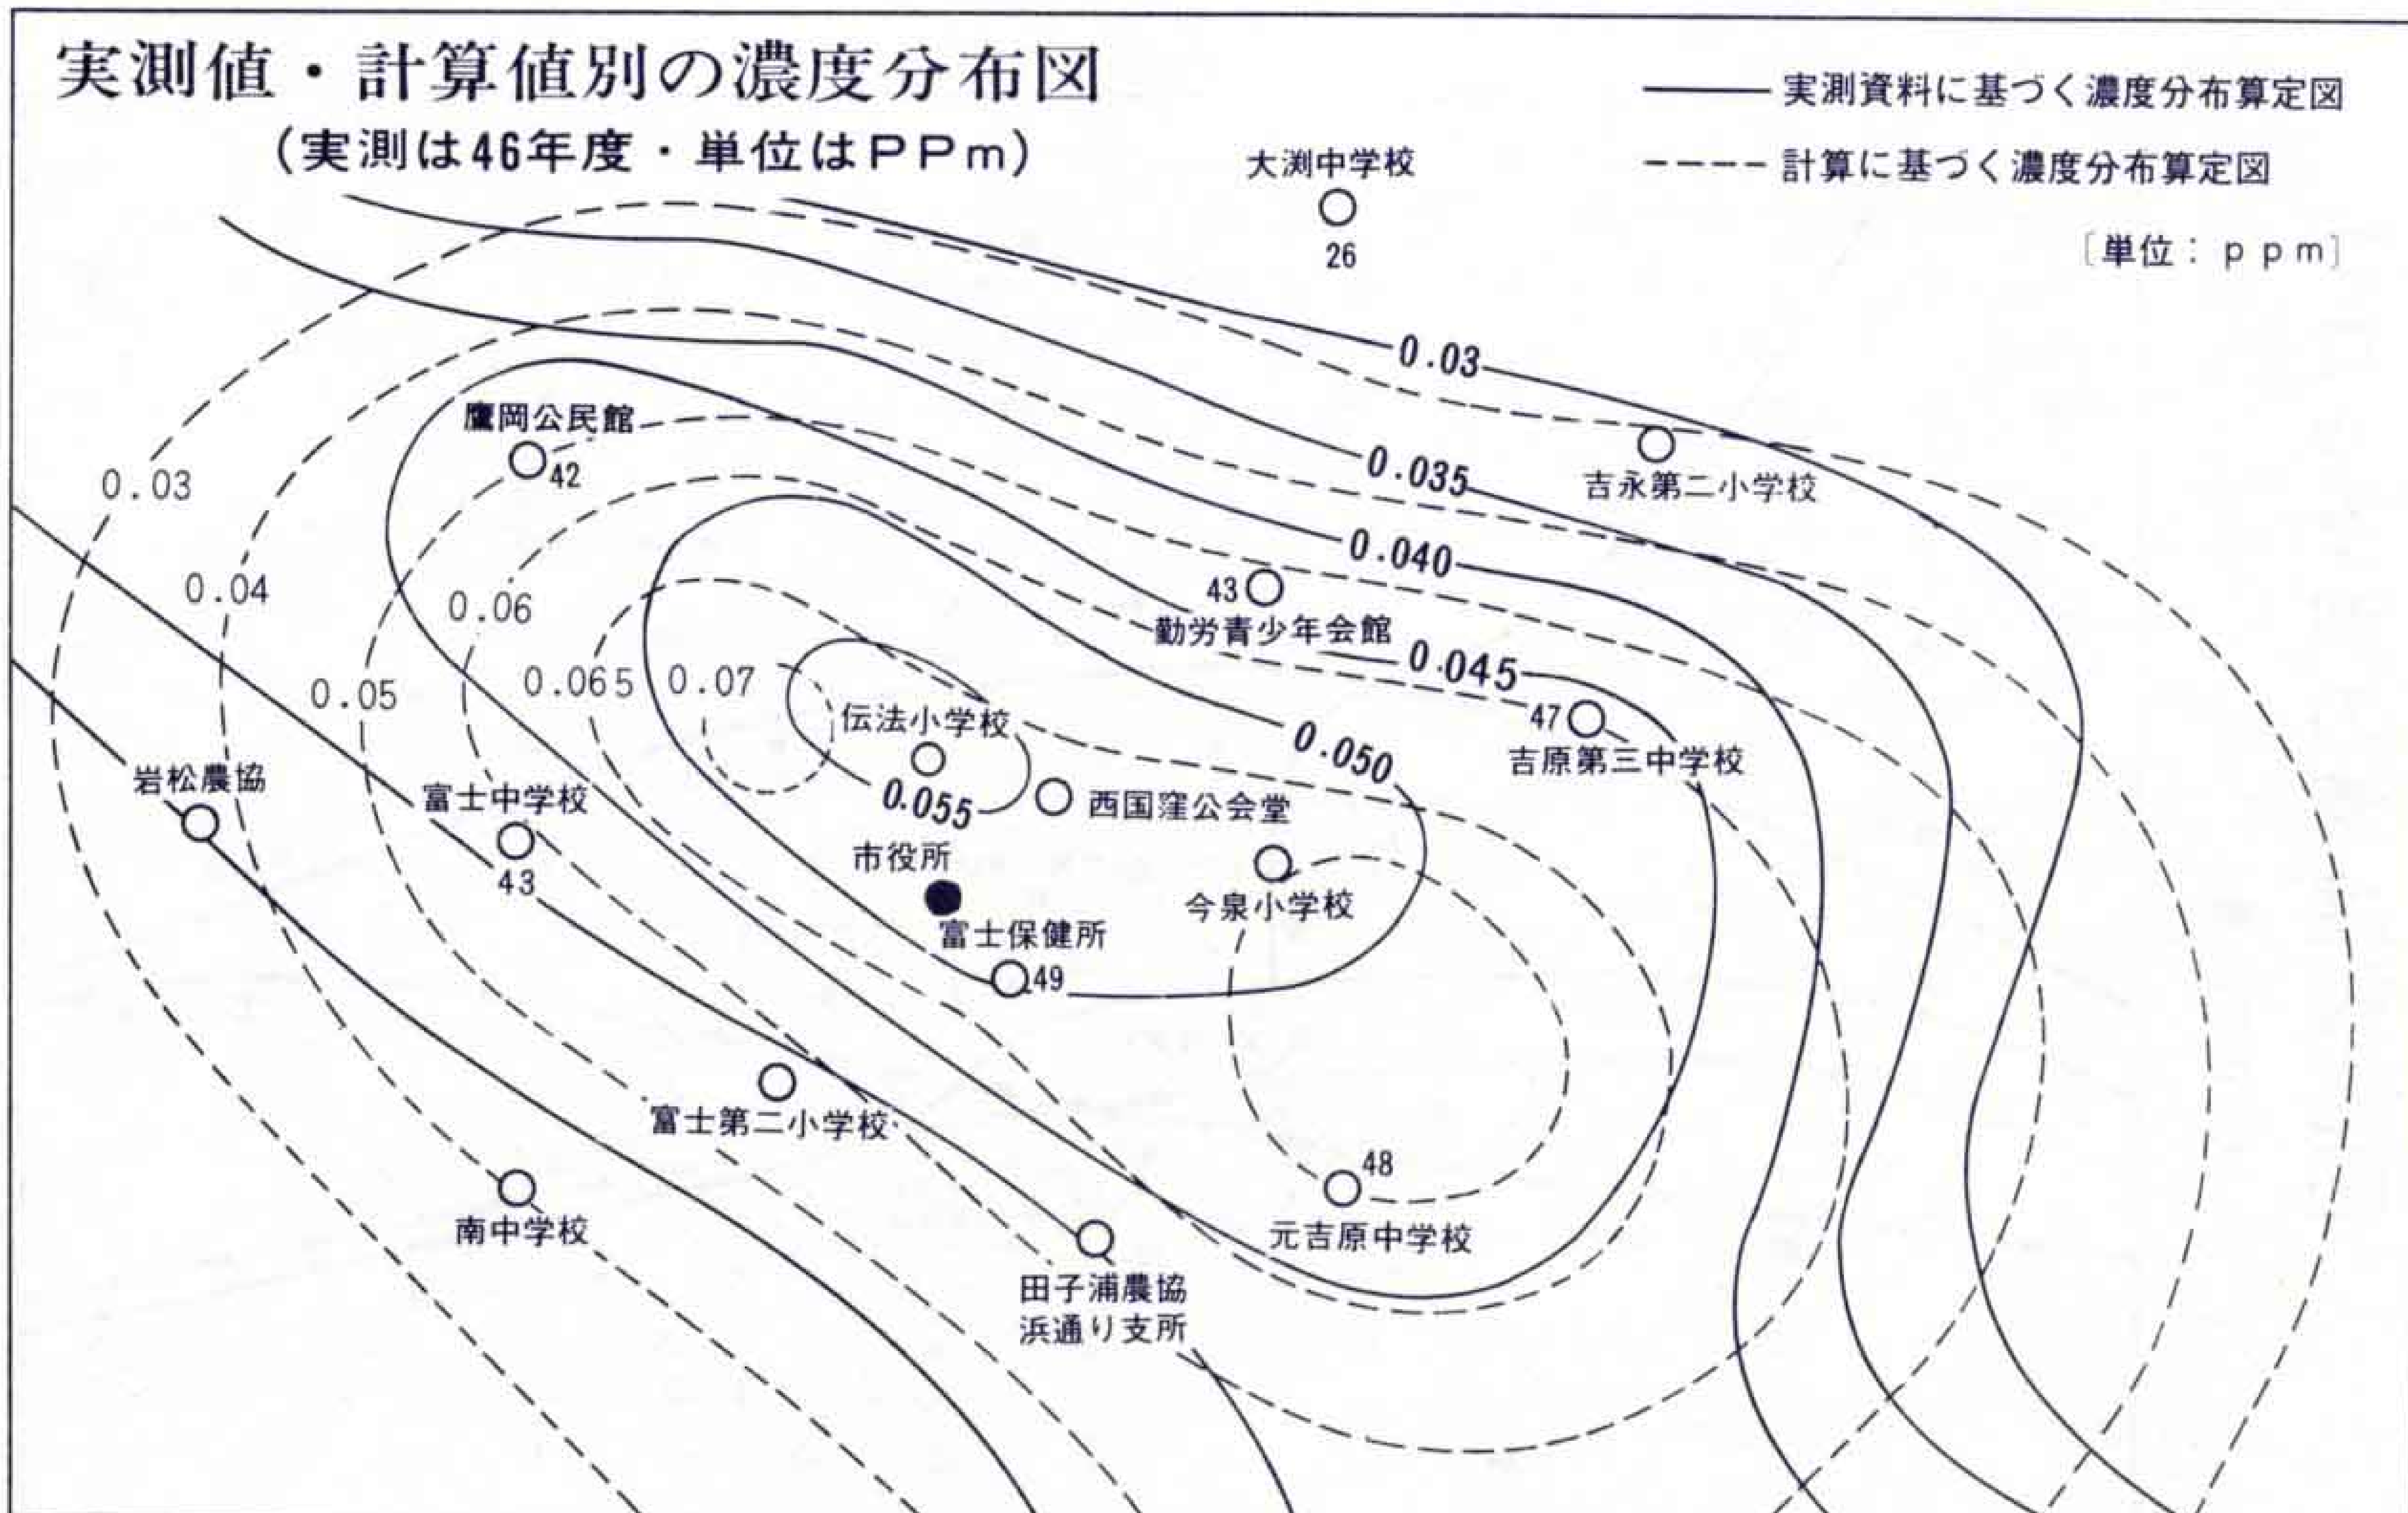 実測値・計算値別の濃度分布図
(実測は46年度・単位はPPm)
実測資料に基づく濃度分布算定図
計算に基づく濃度分布算定図
[単位：ppm]
大渕中学校
26
0.03
鷹岡公民館
42
0.035
吉永第二小学校
0.03
0.040
0.04
0.06
43
勤労青少年会館
0.045
0.05
0.065
0.07
伝法小学校
47
吉原第三中学校
0.050
岩松農協
富士中学校
43
0.055
西国窪公会堂
市役所
今泉小学校
富士保健所
49
富士第二小学校
48
元吉原中学校
南中学校
田子浦農協
浜通り支所